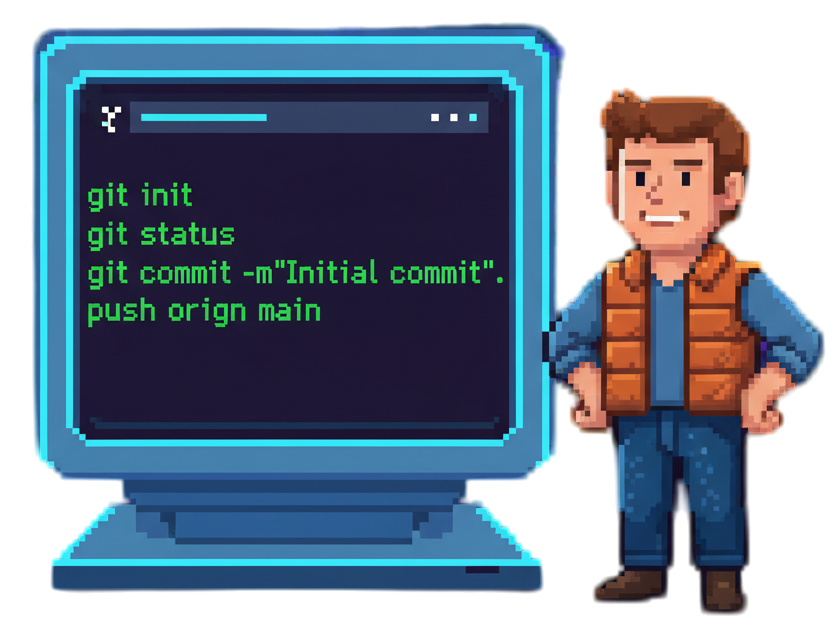 git init
git status
git commit -m"Initial commit".
push orign main